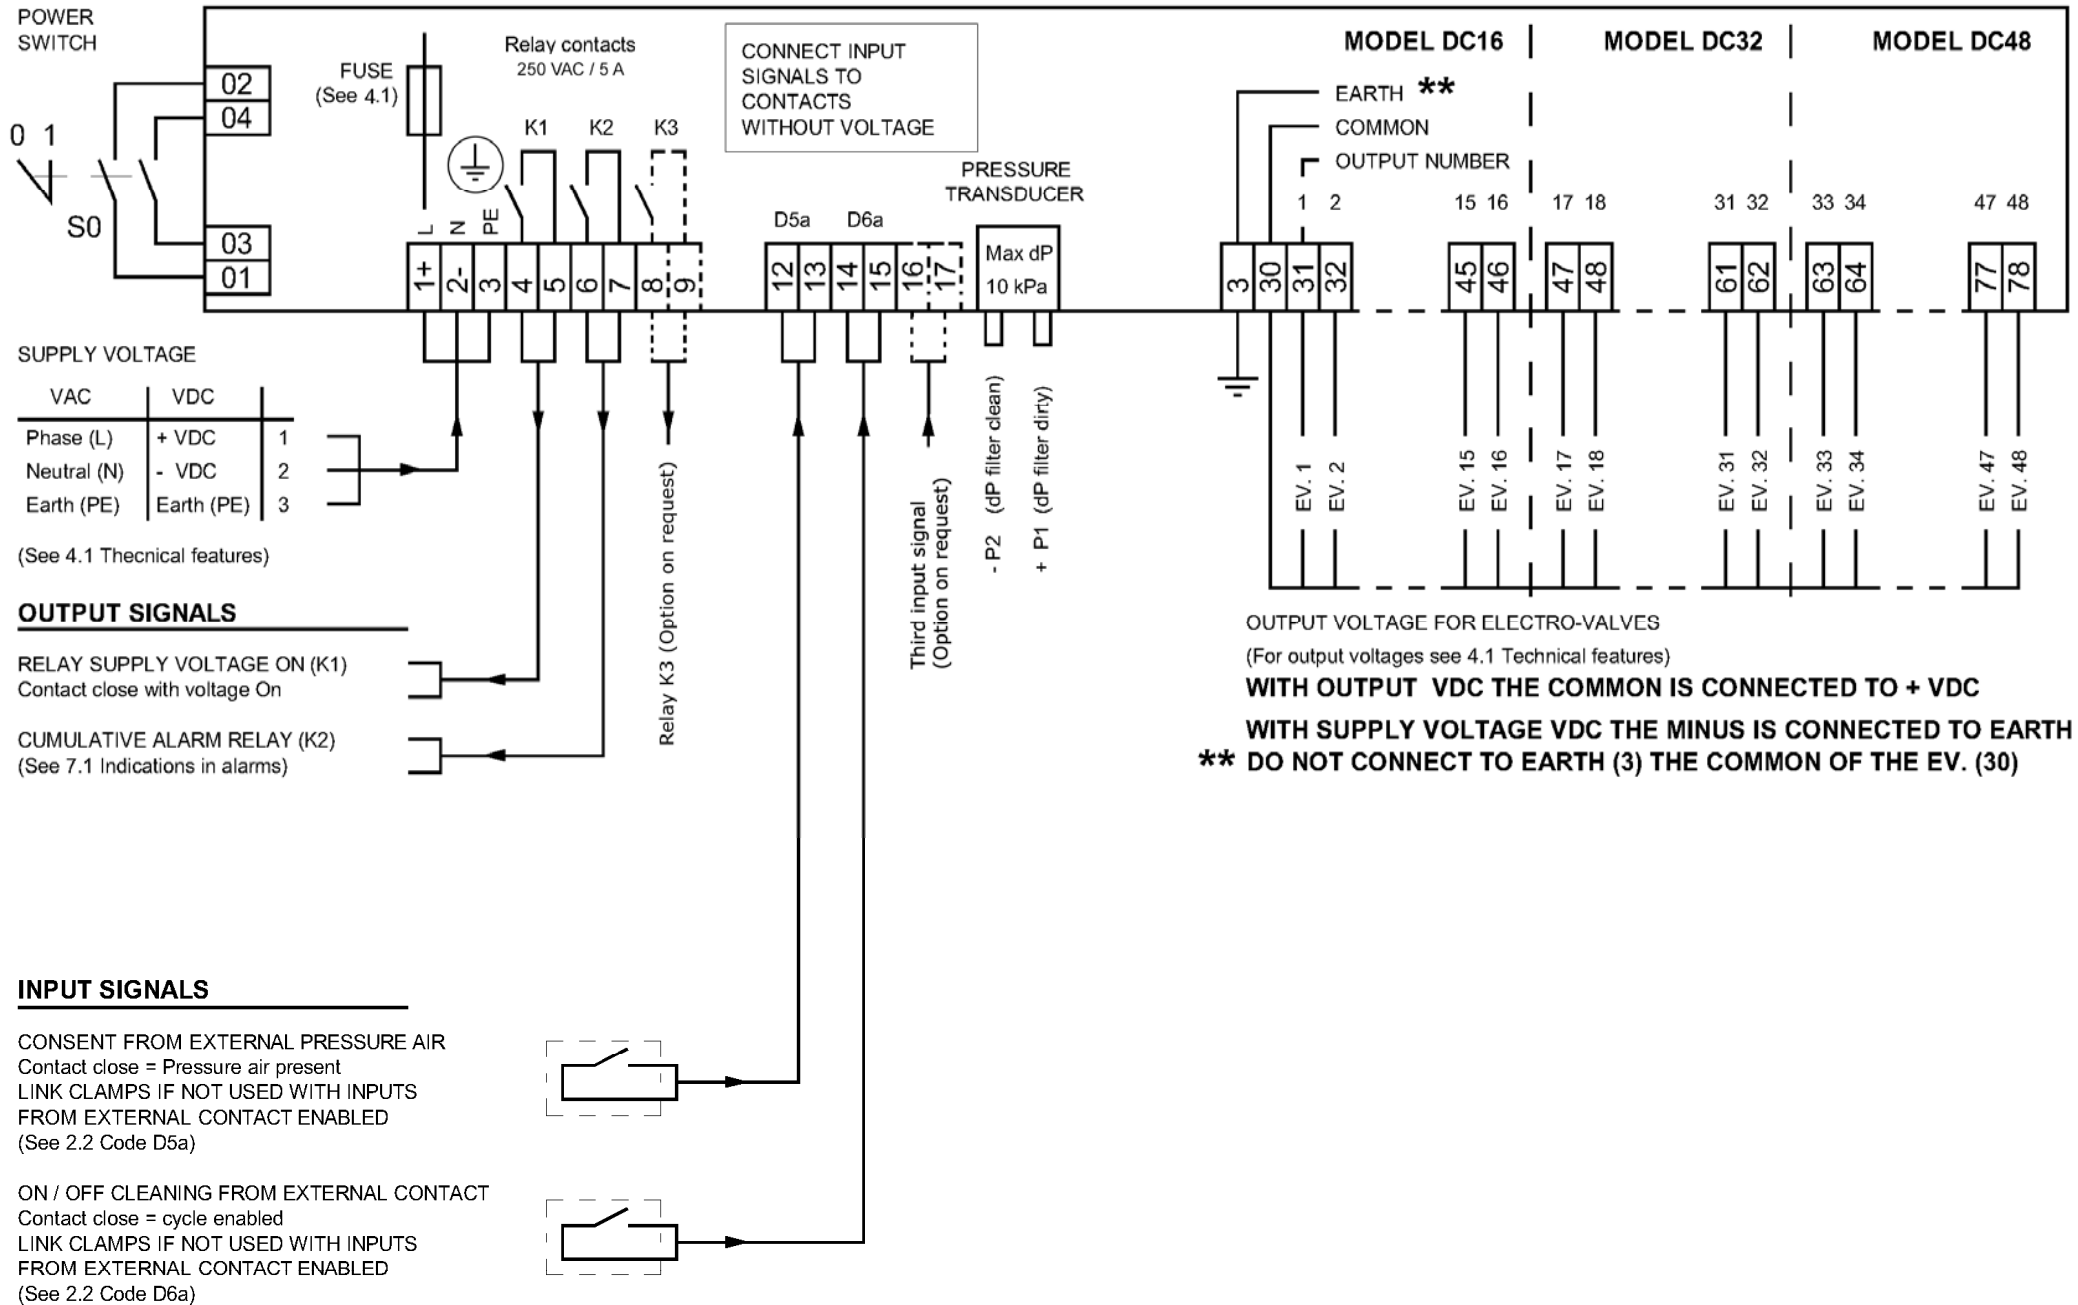 POWER
SWITCH
02
04
0 1
S0
03
01
FUSE
(See 4.1)
Relay contacts
250 VAC / 5 A
K1
K2
K3
CONNECT INPUT
SIGNALS TO
CONTACTS
WITHOUT VOLTAGE
L
N
PE
1+
2-
3
4
5
6
7
8
9
D5a
D6a
12
13
14
15
16
17
PRESSURE
TRANSDUCER
Max dP
10 kPa
MODEL DC16
MODEL DC32
MODEL DC48
EARTH **
COMMON
OUTPUT NUMBER
1 2
15 16
17 18
31 32
33 34
47 48
3
30
31
32
45
46
47
48
61
62
63
64
77
78
SUPPLY VOLTAGE
VAC VDC
Phase (L) + VDC 1
Neutral (N) - VDC 2
Earth (PE) Earth (PE) 3
(See 4.1 Thecnical features)
Relay K3 (Option on request)
Third input signal
(Option on request)
- P2 (dP filter clean)
+ P1 (dP filter dirty)
EV. 1
EV. 2
EV. 15
EV. 16
EV. 17
EV. 18
EV. 31
EV. 32
EV. 33
EV. 34
EV. 47
EV. 48
OUTPUT SIGNALS
RELAY SUPPLY VOLTAGE ON (K1)
Contact close with voltage On
CUMULATIVE ALARM RELAY (K2)
(See 7.1 Indications in alarms)
OUTPUT VOLTAGE FOR ELECTRO-VALVES
(For output voltages see 4.1 Technical features)
WITH OUTPUT VDC THE COMMON IS CONNECTED TO + VDC
WITH SUPPLY VOLTAGE VDC THE MINUS IS CONNECTED TO EARTH
** DO NOT CONNECT TO EARTH (3) THE COMMON OF THE EV. (30)
INPUT SIGNALS
CONSENT FROM EXTERNAL PRESSURE AIR
Contact close = Pressure air present
LINK CLAMPS IF NOT USED WITH INPUTS
FROM EXTERNAL CONTACT ENABLED
(See 2.2 Code D5a)
ON / OFF CLEANING FROM EXTERNAL CONTACT
Contact close = cycle enabled
LINK CLAMPS IF NOT USED WITH INPUTS
FROM EXTERNAL CONTACT ENABLED
(See 2.2 Code D6a)